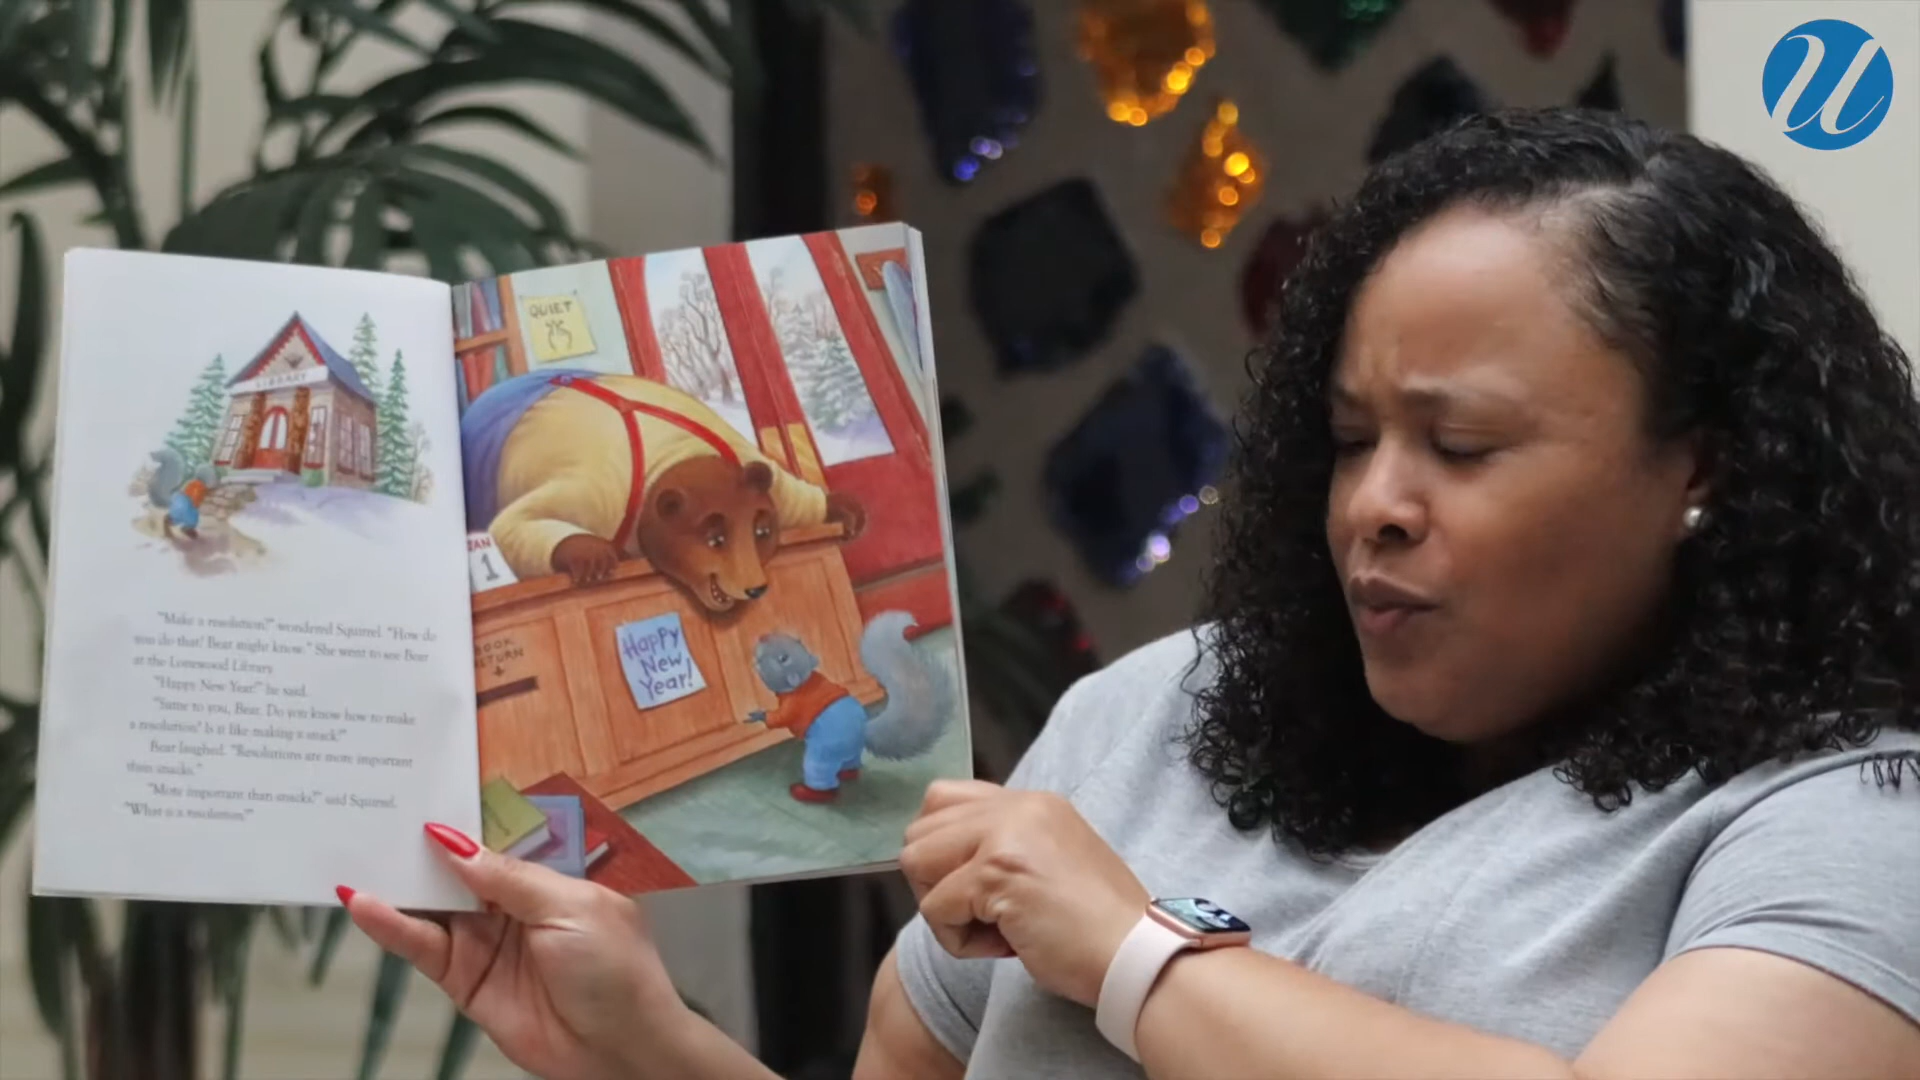 LIBRARY
"Make a resolution?" wondered Squirrel. "How do
you do that? Bear might know." She went to see Bear
at the Lonewood Library.
"Happy New Year!" he said.
"Same to you, Bear. Do you know how to make
a resolution? Is it like making a snack?"
Bear laughed. "Resolutions are more important
than snacks."
"More important than snacks?" said Squirrel.
"What is a resolution?"
QUIET
JAN
1
BOOK
RETURN
Happy
New
Year!
U